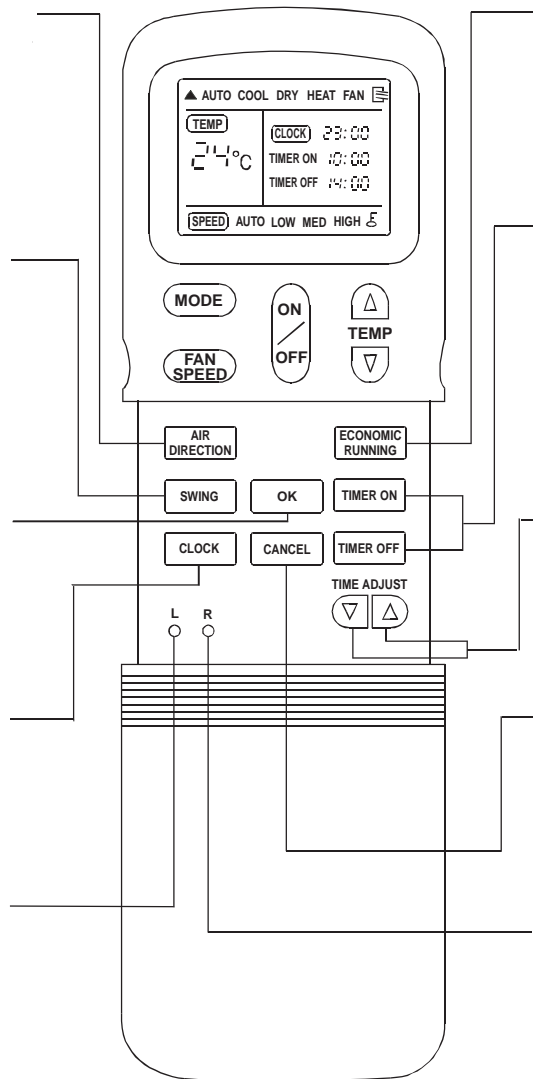 ▲ AUTO COOL DRY HEAT FAN
TEMP
24°C
CLOCK 23:00
TIMER ON 10:00
TIMER OFF 14:00
SPEED AUTO LOW MED HIGH
MODE
ON
OFF
TEMP
FAN
SPEED
AIR
DIRECTION
ECONOMIC
RUNNING
SWING
OK
TIMER ON
CLOCK
CANCEL
TIMER OFF
TIME ADJUST
L R